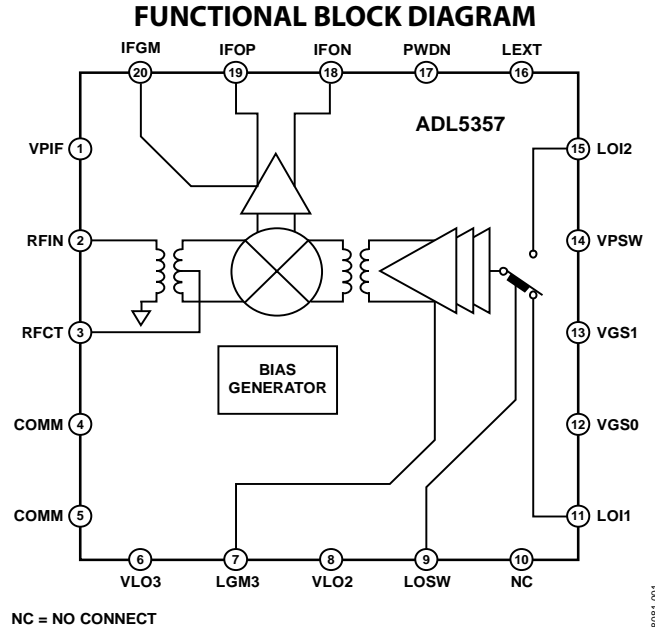 FUNCTIONAL BLOCK DIAGRAM
IFGM IFOP IFON PWDN LEXT
20 19 18 17 16
ADL5357
VPIF 1
15 LOI2
RFIN 2
14 VPSW
RFCT 3
13 VGS1
BIAS
GENERATOR
COMM 4
12 VGS0
COMM 5
11 LOI1
6 7 8 9 10
VLO3 LGM3 VLO2 LOSW NC
NC = NO CONNECT